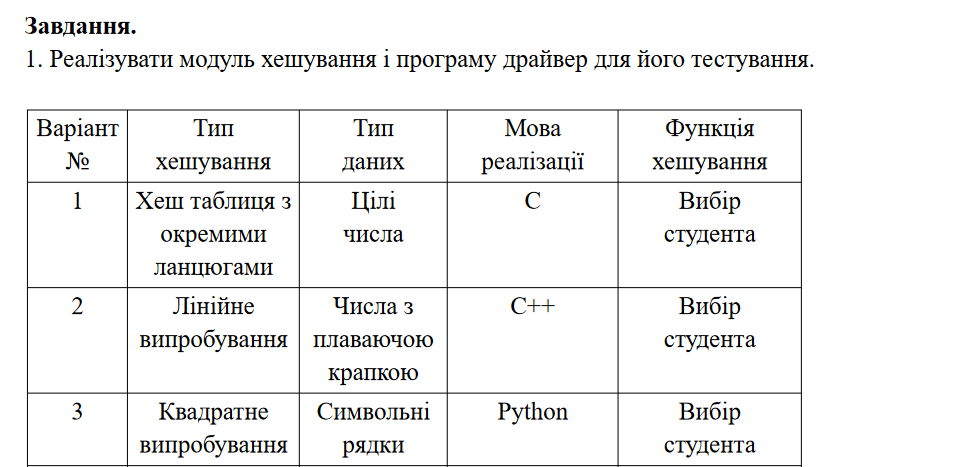 Завдання.
1. Реалізувати модуль хешування і програму драйвер для його тестування.
Варіант № Тип хешування Тип даних Мова реалізації Функція хешування
1 Хеш таблиця з окремими ланцюгами Цілі числа C Вибір студента
2 Лінійне випробування Числа з плаваючою крапкою C++ Вибір студента
3 Квадратне випробування Символьні рядки Python Вибір студента